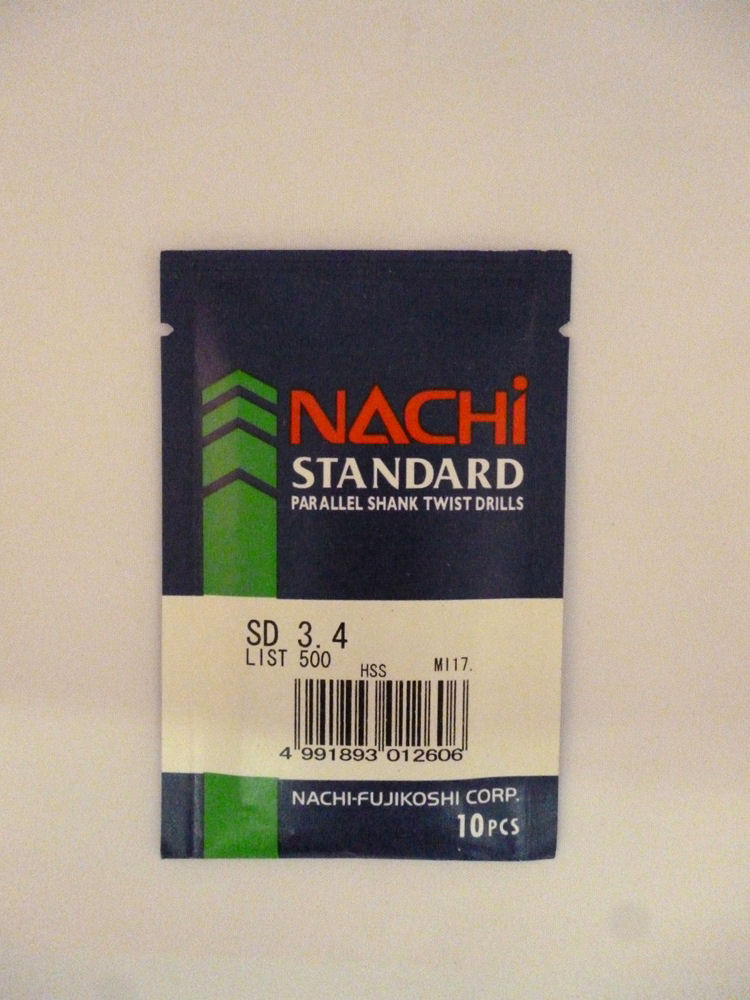 NACHi
STANDARD
PARALLEL SHANK TWIST DRILLS
SD 3.4
LIST 500
HSS
MI17.
4 991893 012606
NACHI-FUJIKOSHI CORP.
10PCS